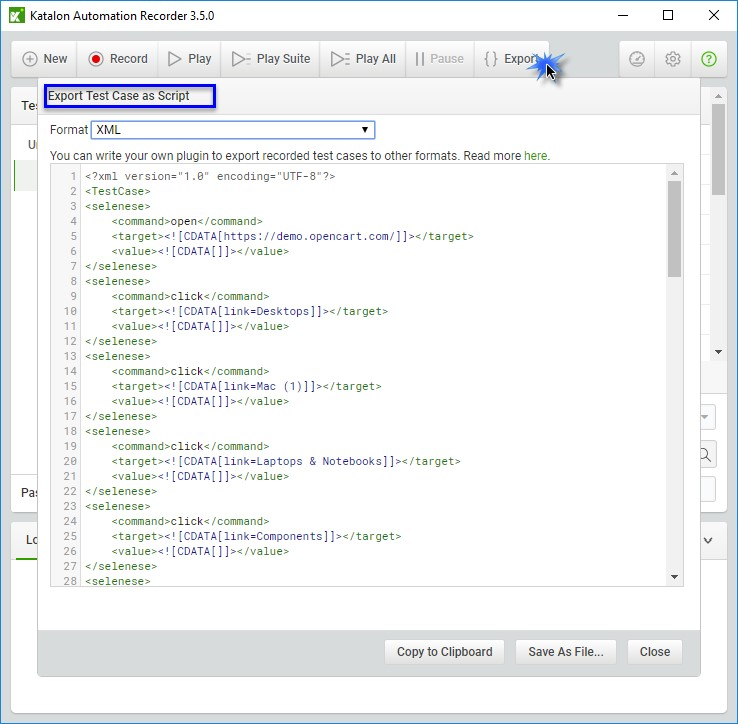 Katalon Automation Recorder 3.5.0
New Record Play Play Suite Play All Pause Export
Export Test Case as Script
Format XML
You can write your own plugin to export recorded test cases to other formats. Read more here.
1 <?xml version="1.0" encoding="UTF-8"?>
2 <TestCase>
3 <selenese>
4 <command>open</command>
5 <target><![CDATA[https://demo.opencart.com/]]></target>
6 <value><![CDATA[]]></value>
7 </selenese>
8 <selenese>
9 <command>click</command>
10 <target><![CDATA[link=Desktops]]></target>
11 <value><![CDATA[]]></value>
12 </selenese>
13 <selenese>
14 <command>click</command>
15 <target><![CDATA[link=Mac (1)]]></target>
16 <value><![CDATA[]]></value>
17 </selenese>
18 <selenese>
19 <command>click</command>
20 <target><![CDATA[link=Laptops & Notebooks]]></target>
21 <value><![CDATA[]]></value>
22 </selenese>
23 <selenese>
24 <command>click</command>
25 <target><![CDATA[link=Components]]></target>
26 <value><![CDATA[]]></value>
27 </selenese>
28 <selenese>
Copy to Clipboard Save As File... Close